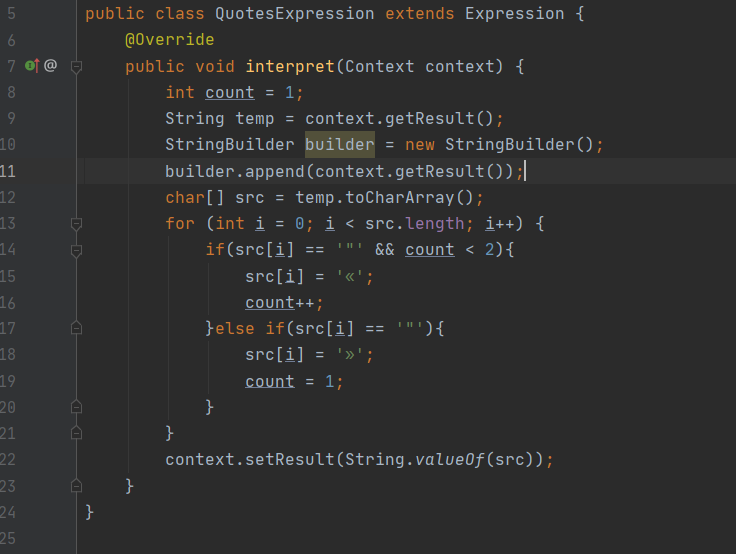 5 public class QuotesExpression extends Expression {
6     @Override
7 @     public void interpret(Context context) {
8         int count = 1;
9         String temp = context.getResult();
10         StringBuilder builder = new StringBuilder();
11         builder.append(context.getResult());
12         char[] src = temp.toCharArray();
13         for (int i = 0; i < src.length; i++) {
14             if(src[i] == '"' && count < 2){
15                 src[i] = '«';
16                 count++;
17             }else if(src[i] == '"'){
18                 src[i] = '»';
19                 count = 1;
20             }
21         }
22         context.setResult(String.valueOf(src));
23     }
24 }
25